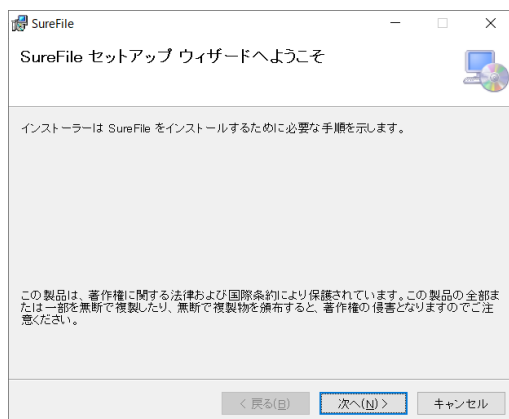 SureFile
SureFile セットアップ ウィザードへようこそ
インストーラーは SureFile をインストールするために必要な手順を示します。
この製品は、著作権に関する法律および国際条約により保護されています。この製品の全部ま
たは一部を無断で複製したり、無断で複製物を頒布すると、著作権の侵害となりますのでご注
意ください。
< 戻る(B) 次へ(N) > キャンセル